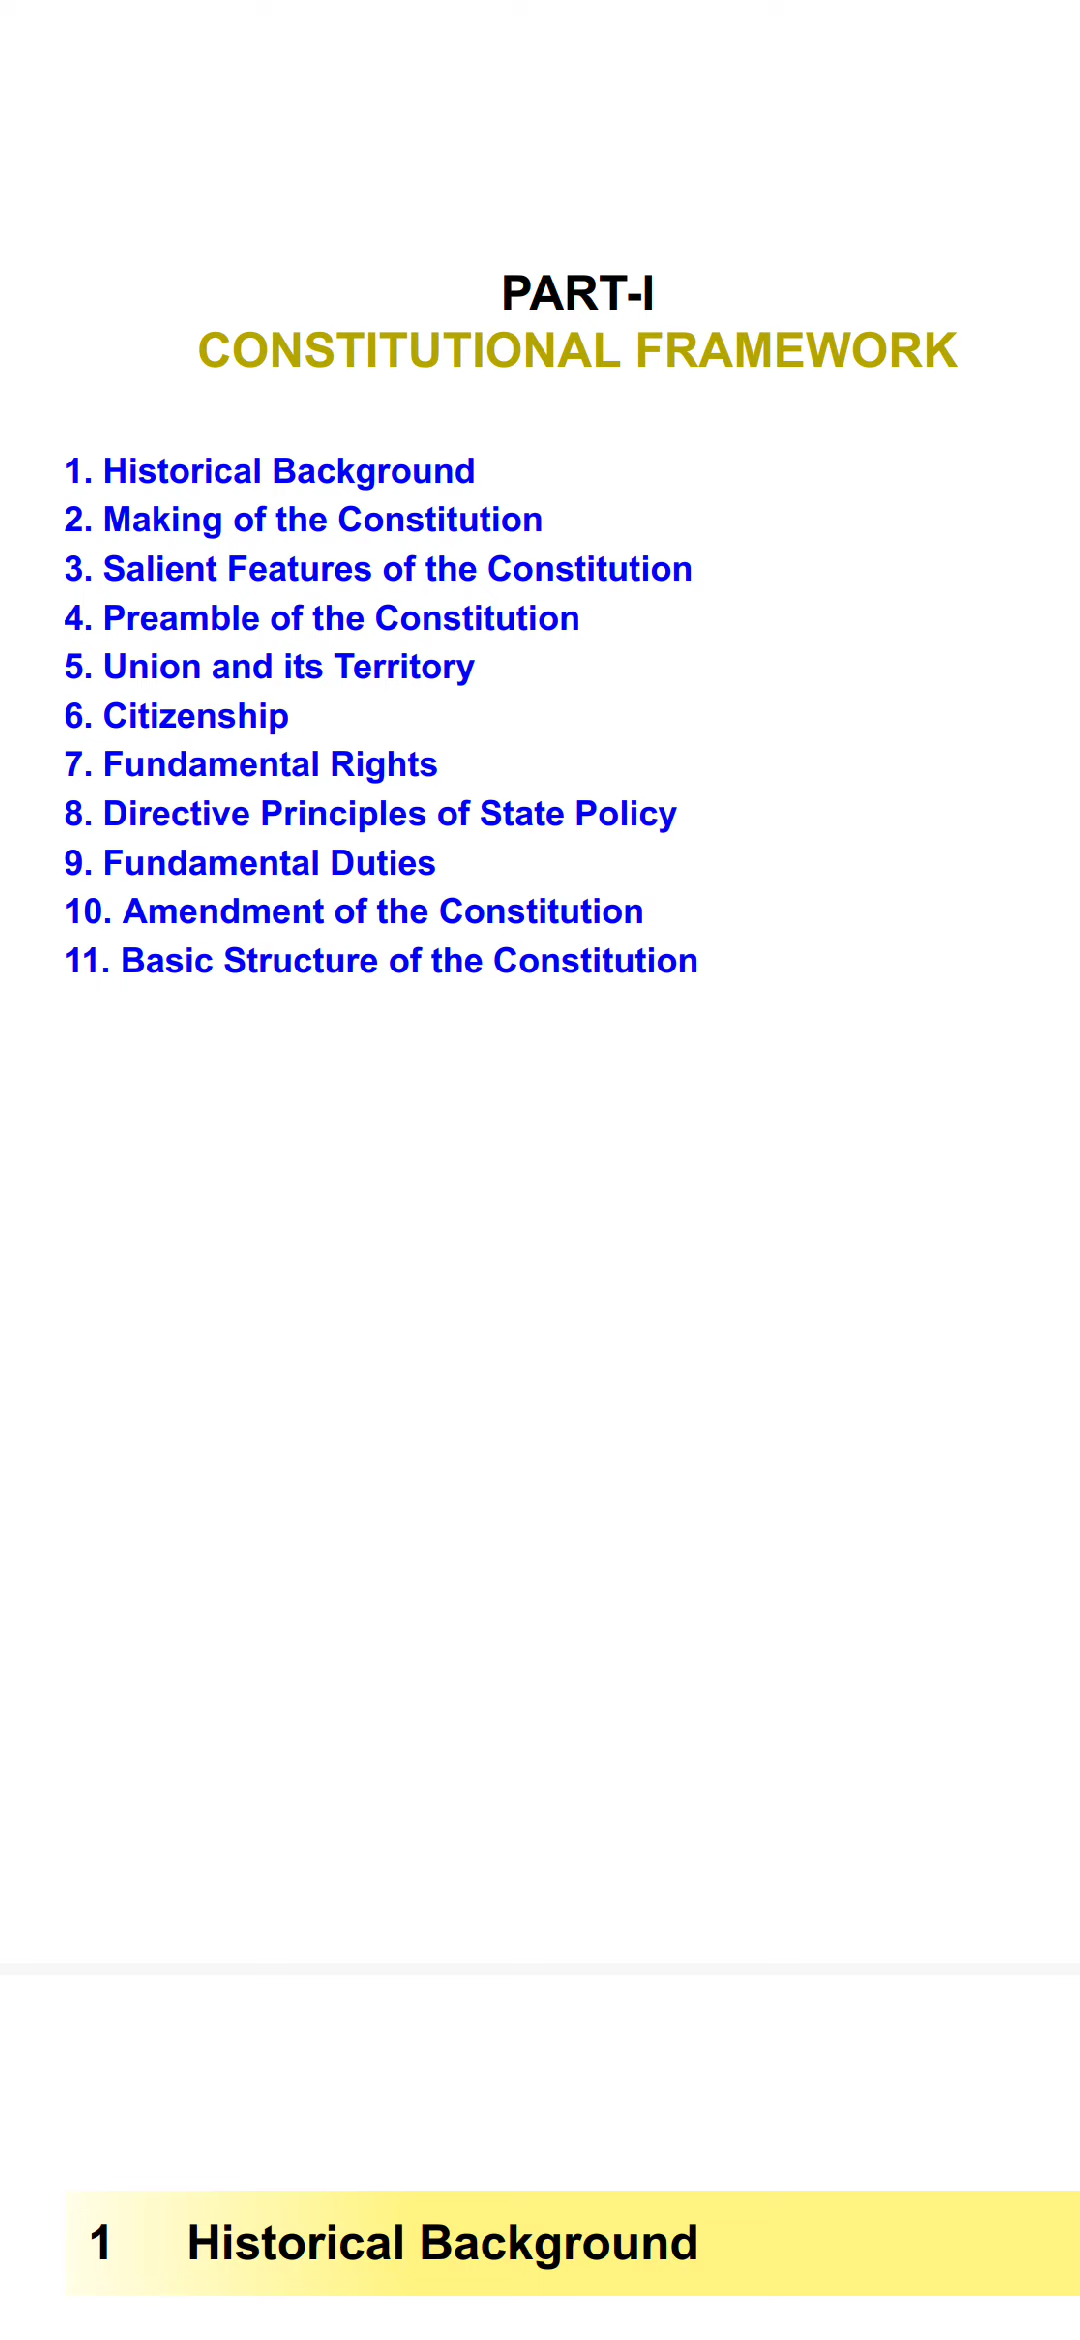 PART-I
CONSTITUTIONAL FRAMEWORK
1. Historical Background
2. Making of the Constitution
3. Salient Features of the Constitution
4. Preamble of the Constitution
5. Union and its Territory
6. Citizenship
7. Fundamental Rights
8. Directive Principles of State Policy
9. Fundamental Duties
10. Amendment of the Constitution
11. Basic Structure of the Constitution
1 Historical Background